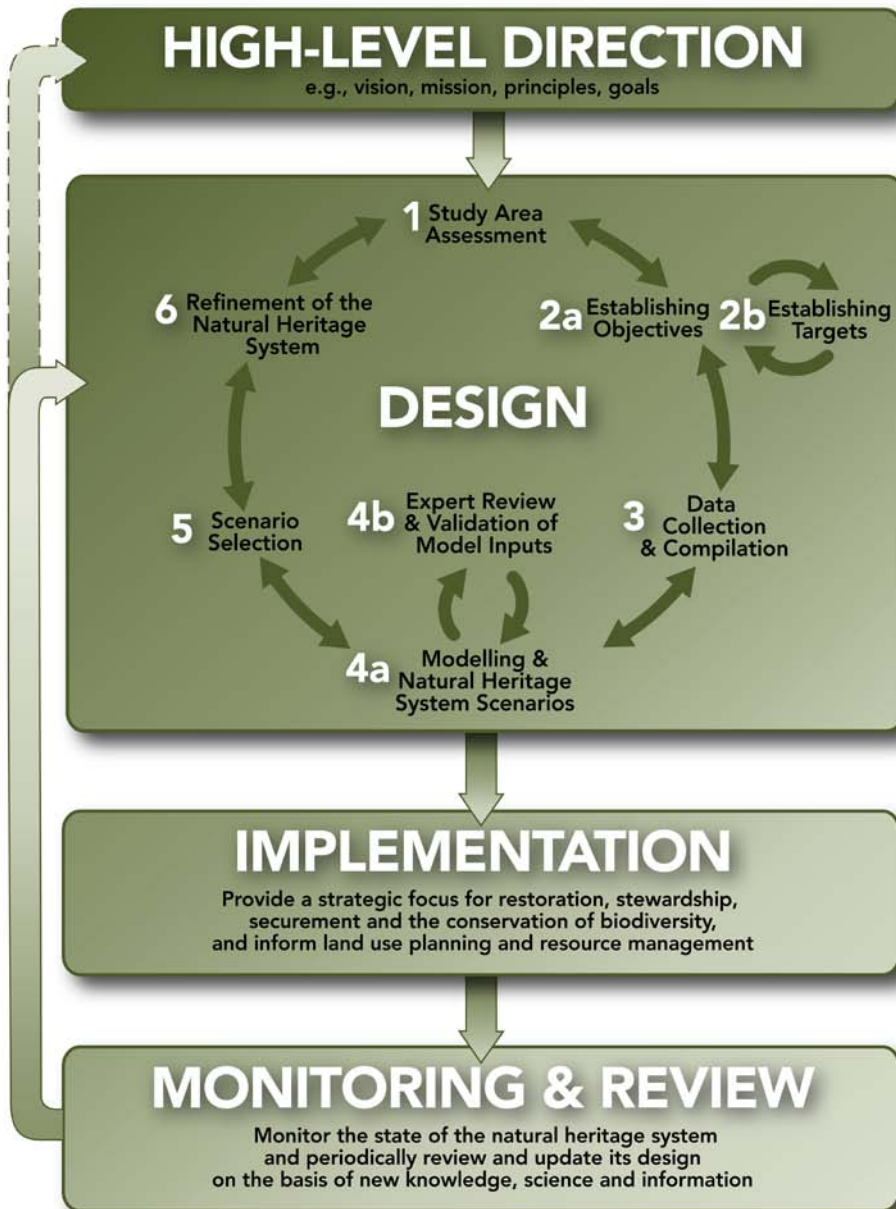 HIGH-LEVEL DIRECTION
e.g., vision, mission, principles, goals
1 Study Area
Assessment
6 Refinement of the
Natural Heritage
System
2a Establishing
Objectives
2b Establishing
Targets
DESIGN
5 Scenario
Selection
4b Expert Review
& Validation of
Model Inputs
3 Data
Collection
& Compilation
4a Modelling &
Natural Heritage
System Scenarios
IMPLEMENTATION
Provide a strategic focus for restoration, stewardship,
securement and the conservation of biodiversity,
and inform land use planning and resource management
MONITORING & REVIEW
Monitor the state of the natural heritage system
and periodically review and update its design
on the basis of new knowledge, science and information